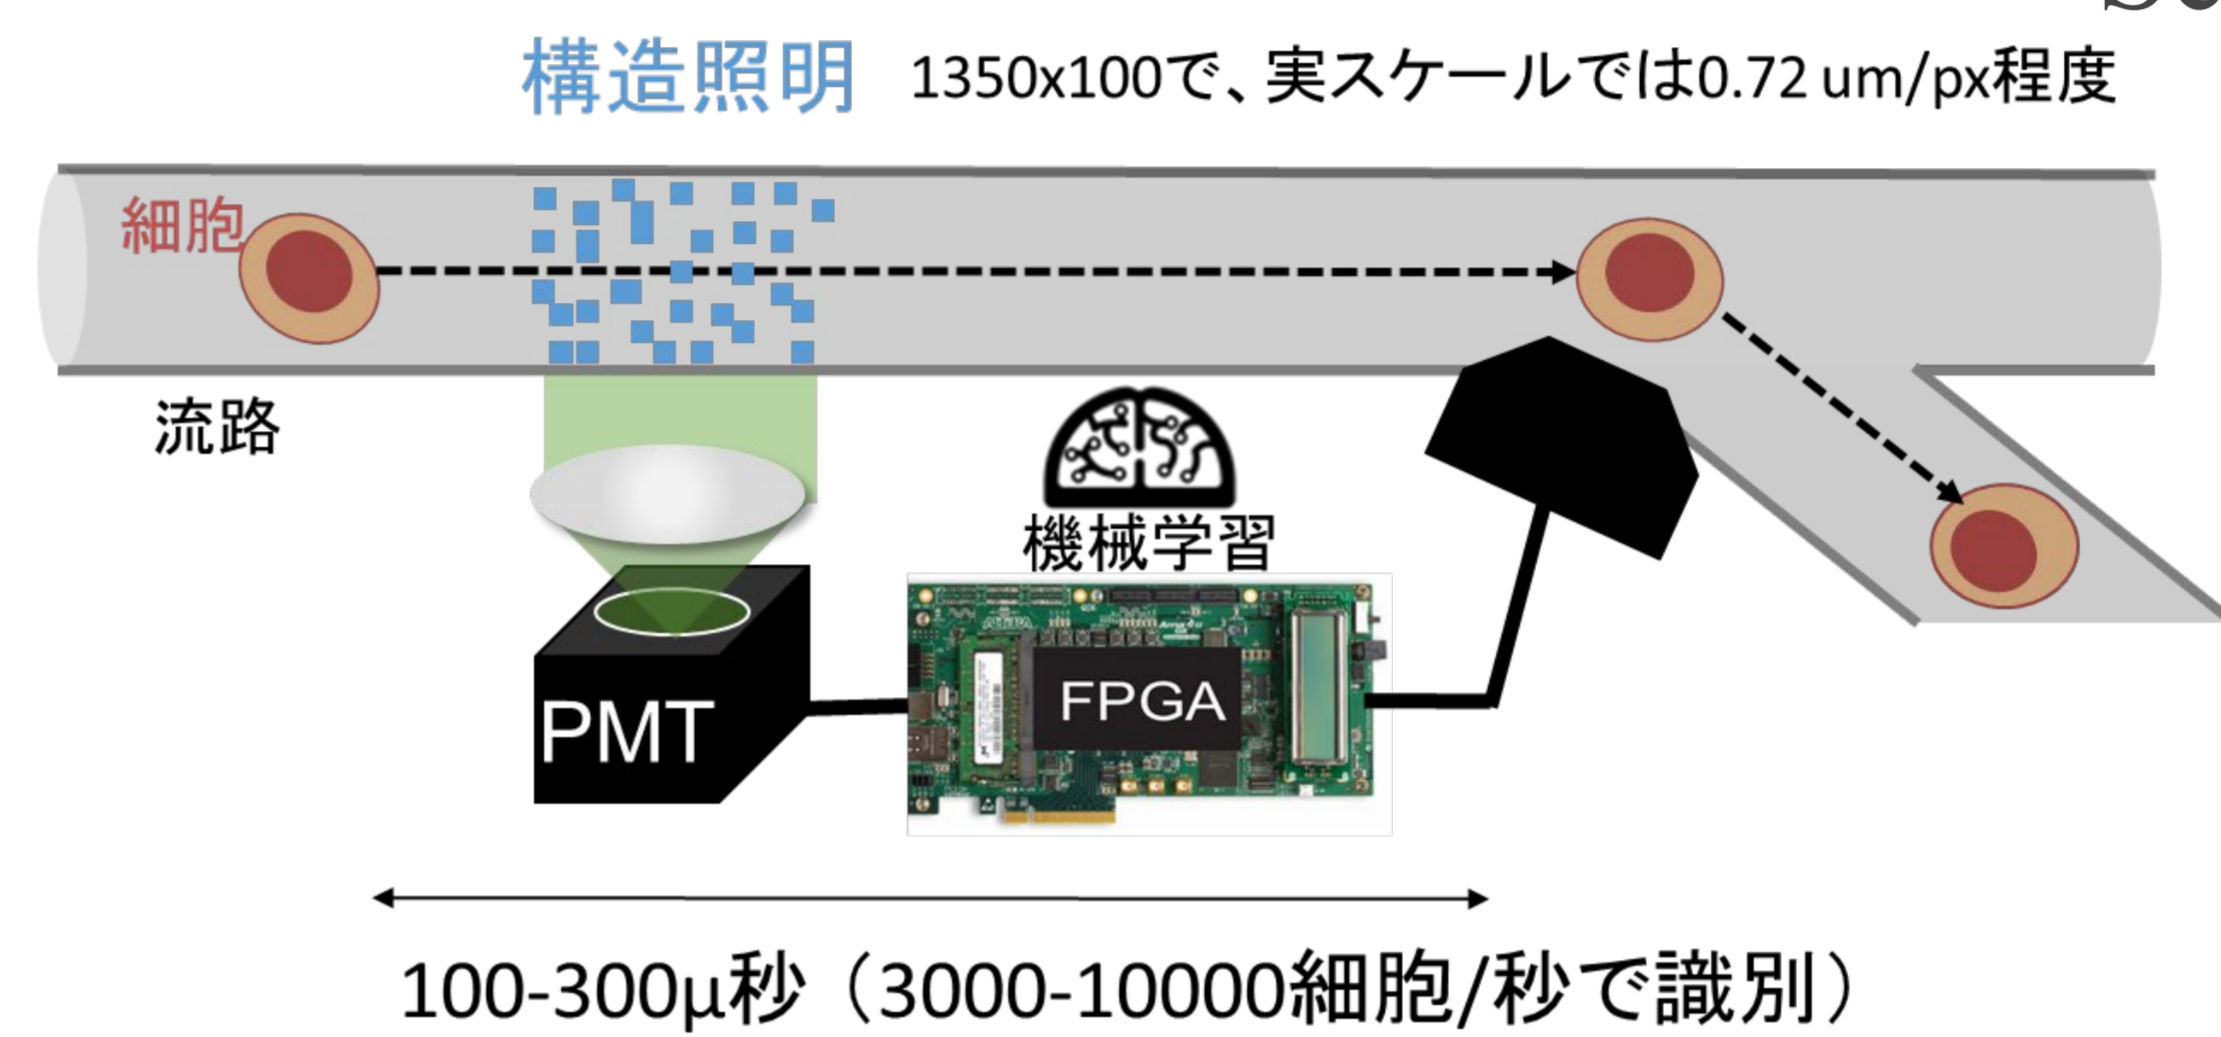 構造照明 1350x100で、実スケールでは0.72 um/px程度
細胞
流路
機械学習
ALTERA
FPGA
PMT
100-300μ秒（3000-10000細胞/秒で識別）